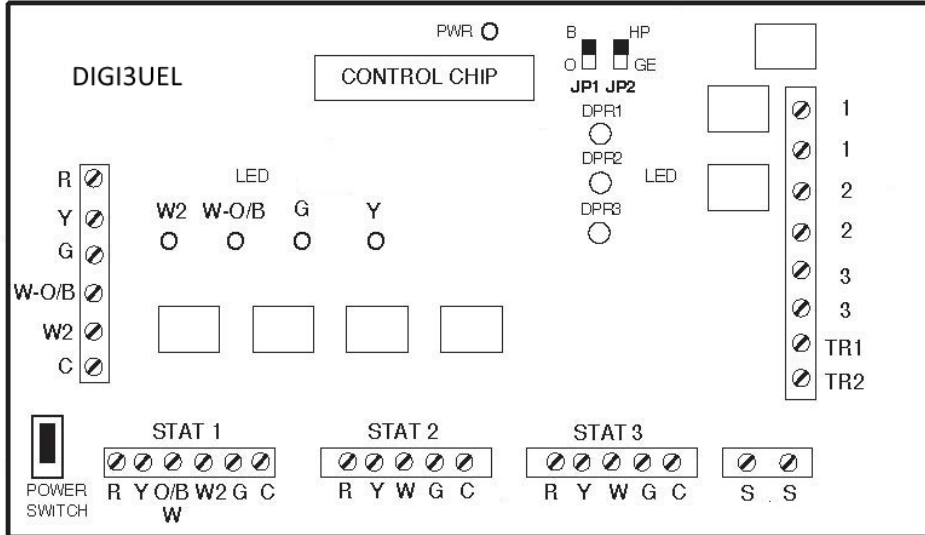 PWR
B HP
O GE
JP1 JP2
DIGI3UEL
CONTROL CHIP
DPR1
DPR2
DPR3
LED
1
1
2
2
3
3
TR1
TR2
R
Y
G
W-O/B
W2
C
LED
W2 W-O/B G Y
POWER
SWITCH
STAT 1
R Y O/B W2 G C
W
STAT 2
R Y W G C
STAT 3
R Y W G C
S . S